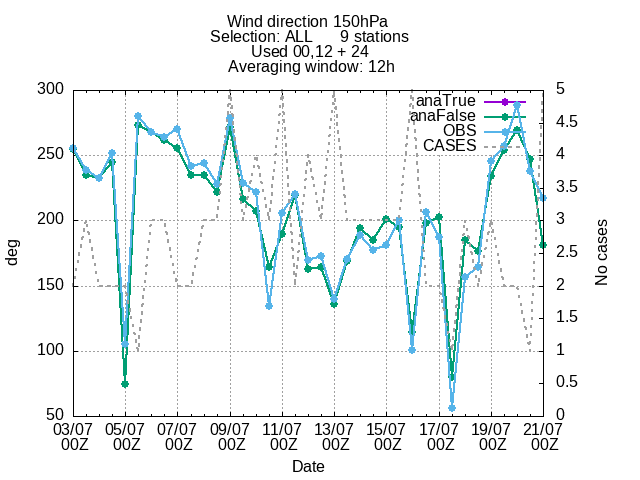 Wind direction 150hPa
Selection: ALL 9 stations
Used 00,12 + 24
Averaging window: 12h
anaTrue
anaFalse
OBS
CASES
300
250
200
150
100
50
deg
5
4.5
4
3.5
3
2.5
2
1.5
1
0.5
0
No cases
03/07 05/07 07/07 09/07 11/07 13/07 15/07 17/07 19/07 21/07
00Z 00Z 00Z 00Z 00Z 00Z 00Z 00Z 00Z 00Z
Date